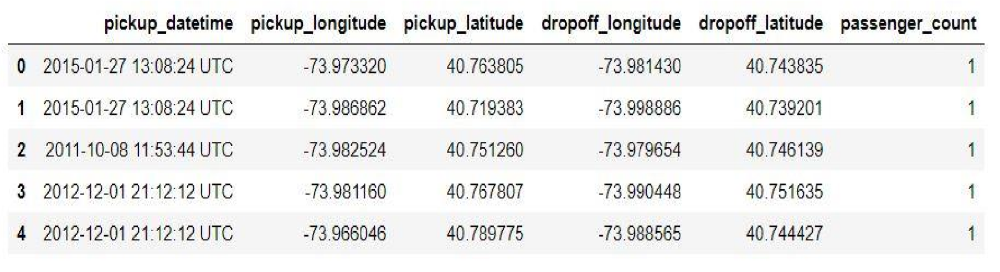 pickup_datetime pickup_longitude pickup_latitude dropoff_longitude dropoff_latitude passenger_count
0 2015-01-27 13:08:24 UTC -73.973320 40.763805 -73.981430 40.743835 1
1 2015-01-27 13:08:24 UTC -73.986862 40.719383 -73.998886 40.739201 1
2 2011-10-08 11:53:44 UTC -73.982524 40.751260 -73.979654 40.746139 1
3 2012-12-01 21:12:12 UTC -73.981160 40.767807 -73.990448 40.751635 1
4 2012-12-01 21:12:12 UTC -73.966046 40.789775 -73.988565 40.744427 1